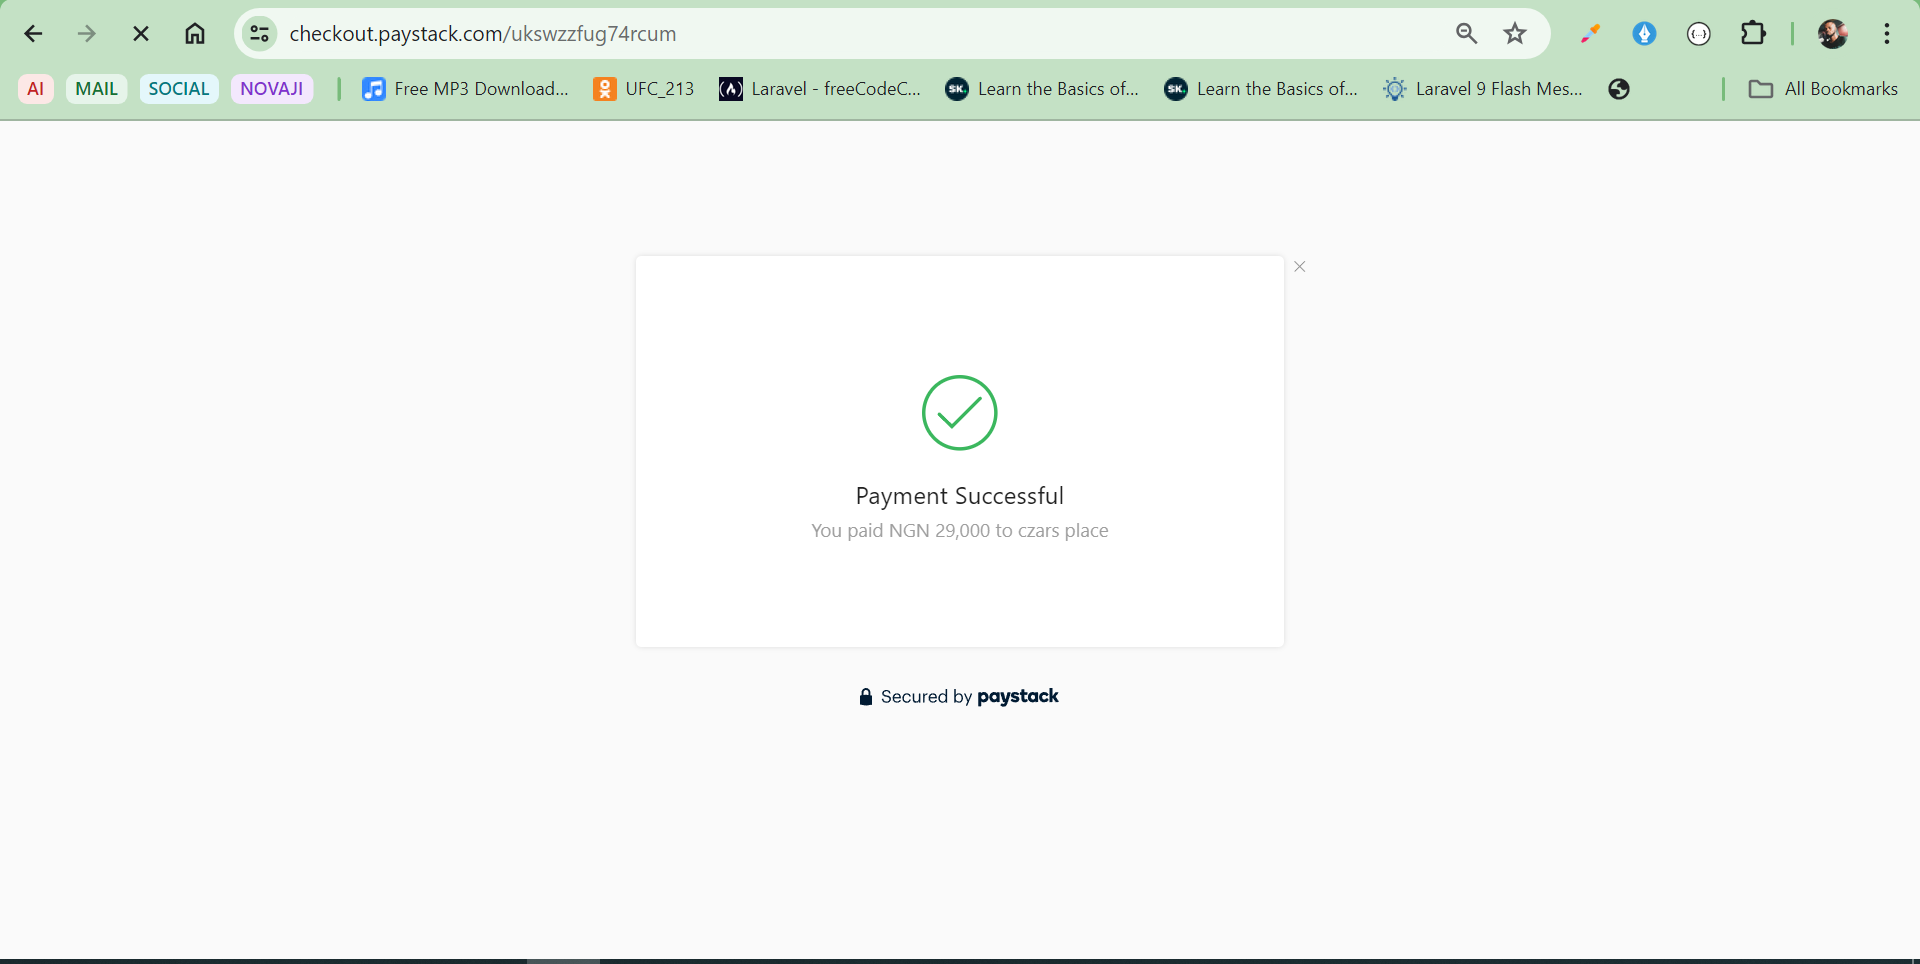 checkout.paystack.com/ukswzzfug74rcum
AI MAIL SOCIAL NOVAJI Free MP3 Download... UFC_213 Laravel - freeCodeC... SK. Learn the Basics of... SK. Learn the Basics of... Laravel 9 Flash Mes... All Bookmarks
Payment Successful
You paid NGN 29,000 to czars place
Secured by paystack